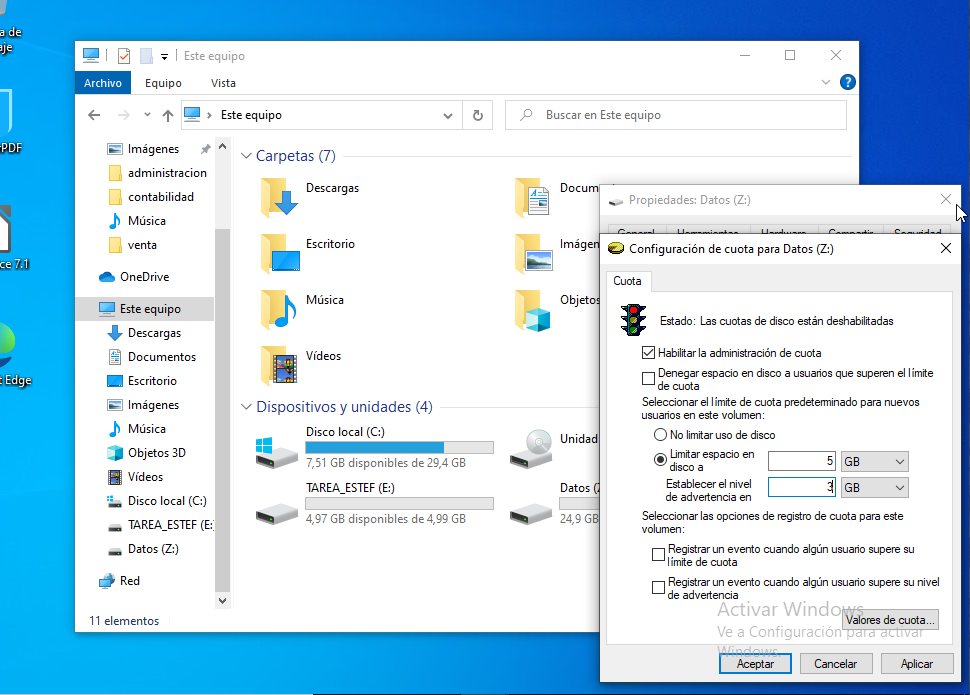 a de
aje
PDF
ice 7.1
t Edge
Este equipo
Archivo
Equipo
Vista
Este equipo
Buscar en Este equipo
Imágenes
administracion
contabilidad
Música
venta
OneDrive
Este equipo
Descargas
Documentos
Escritorio
Imágenes
Música
Objetos 3D
Vídeos
Disco local (C:)
TAREA_ESTEF (E:
Datos (Z:)
Red
11 elementos
Carpetas (7)
Descargas
Docum
Escritorio
Imágen
Música
Objetos
Vídeos
Dispositivos y unidades (4)
Disco local (C:)
7,51 GB disponibles de 29,4 GB
Unidad
TAREA_ESTEF (E:)
4,97 GB disponibles de 4,99 GB
Datos (Z
24,9 GB
Propiedades: Datos (Z:)
General
Herramientas
Hardware
Compartir
Seguridad
Configuración de cuota para Datos (Z:)
Cuota
Estado: Las cuotas de disco están deshabilitadas
Habilitar la administración de cuota
Denegar espacio en disco a usuarios que superen el límite
de cuota
Seleccionar el límite de cuota predeterminado para nuevos
usuarios en este volumen:
No limitar uso de disco
Limitar espacio en
disco a
5
GB
Establecer el nivel
de advertencia en
3
GB
Seleccionar las opciones de registro de cuota para este
volumen:
Registrar un evento cuando algún usuario supere su
límite de cuota
Registrar un evento cuando algún usuario supere su nivel
de advertencia
Activar Windows
Valores de cuota...
Ve a Configuración para activar
Windows.
Aceptar
Cancelar
Aplicar